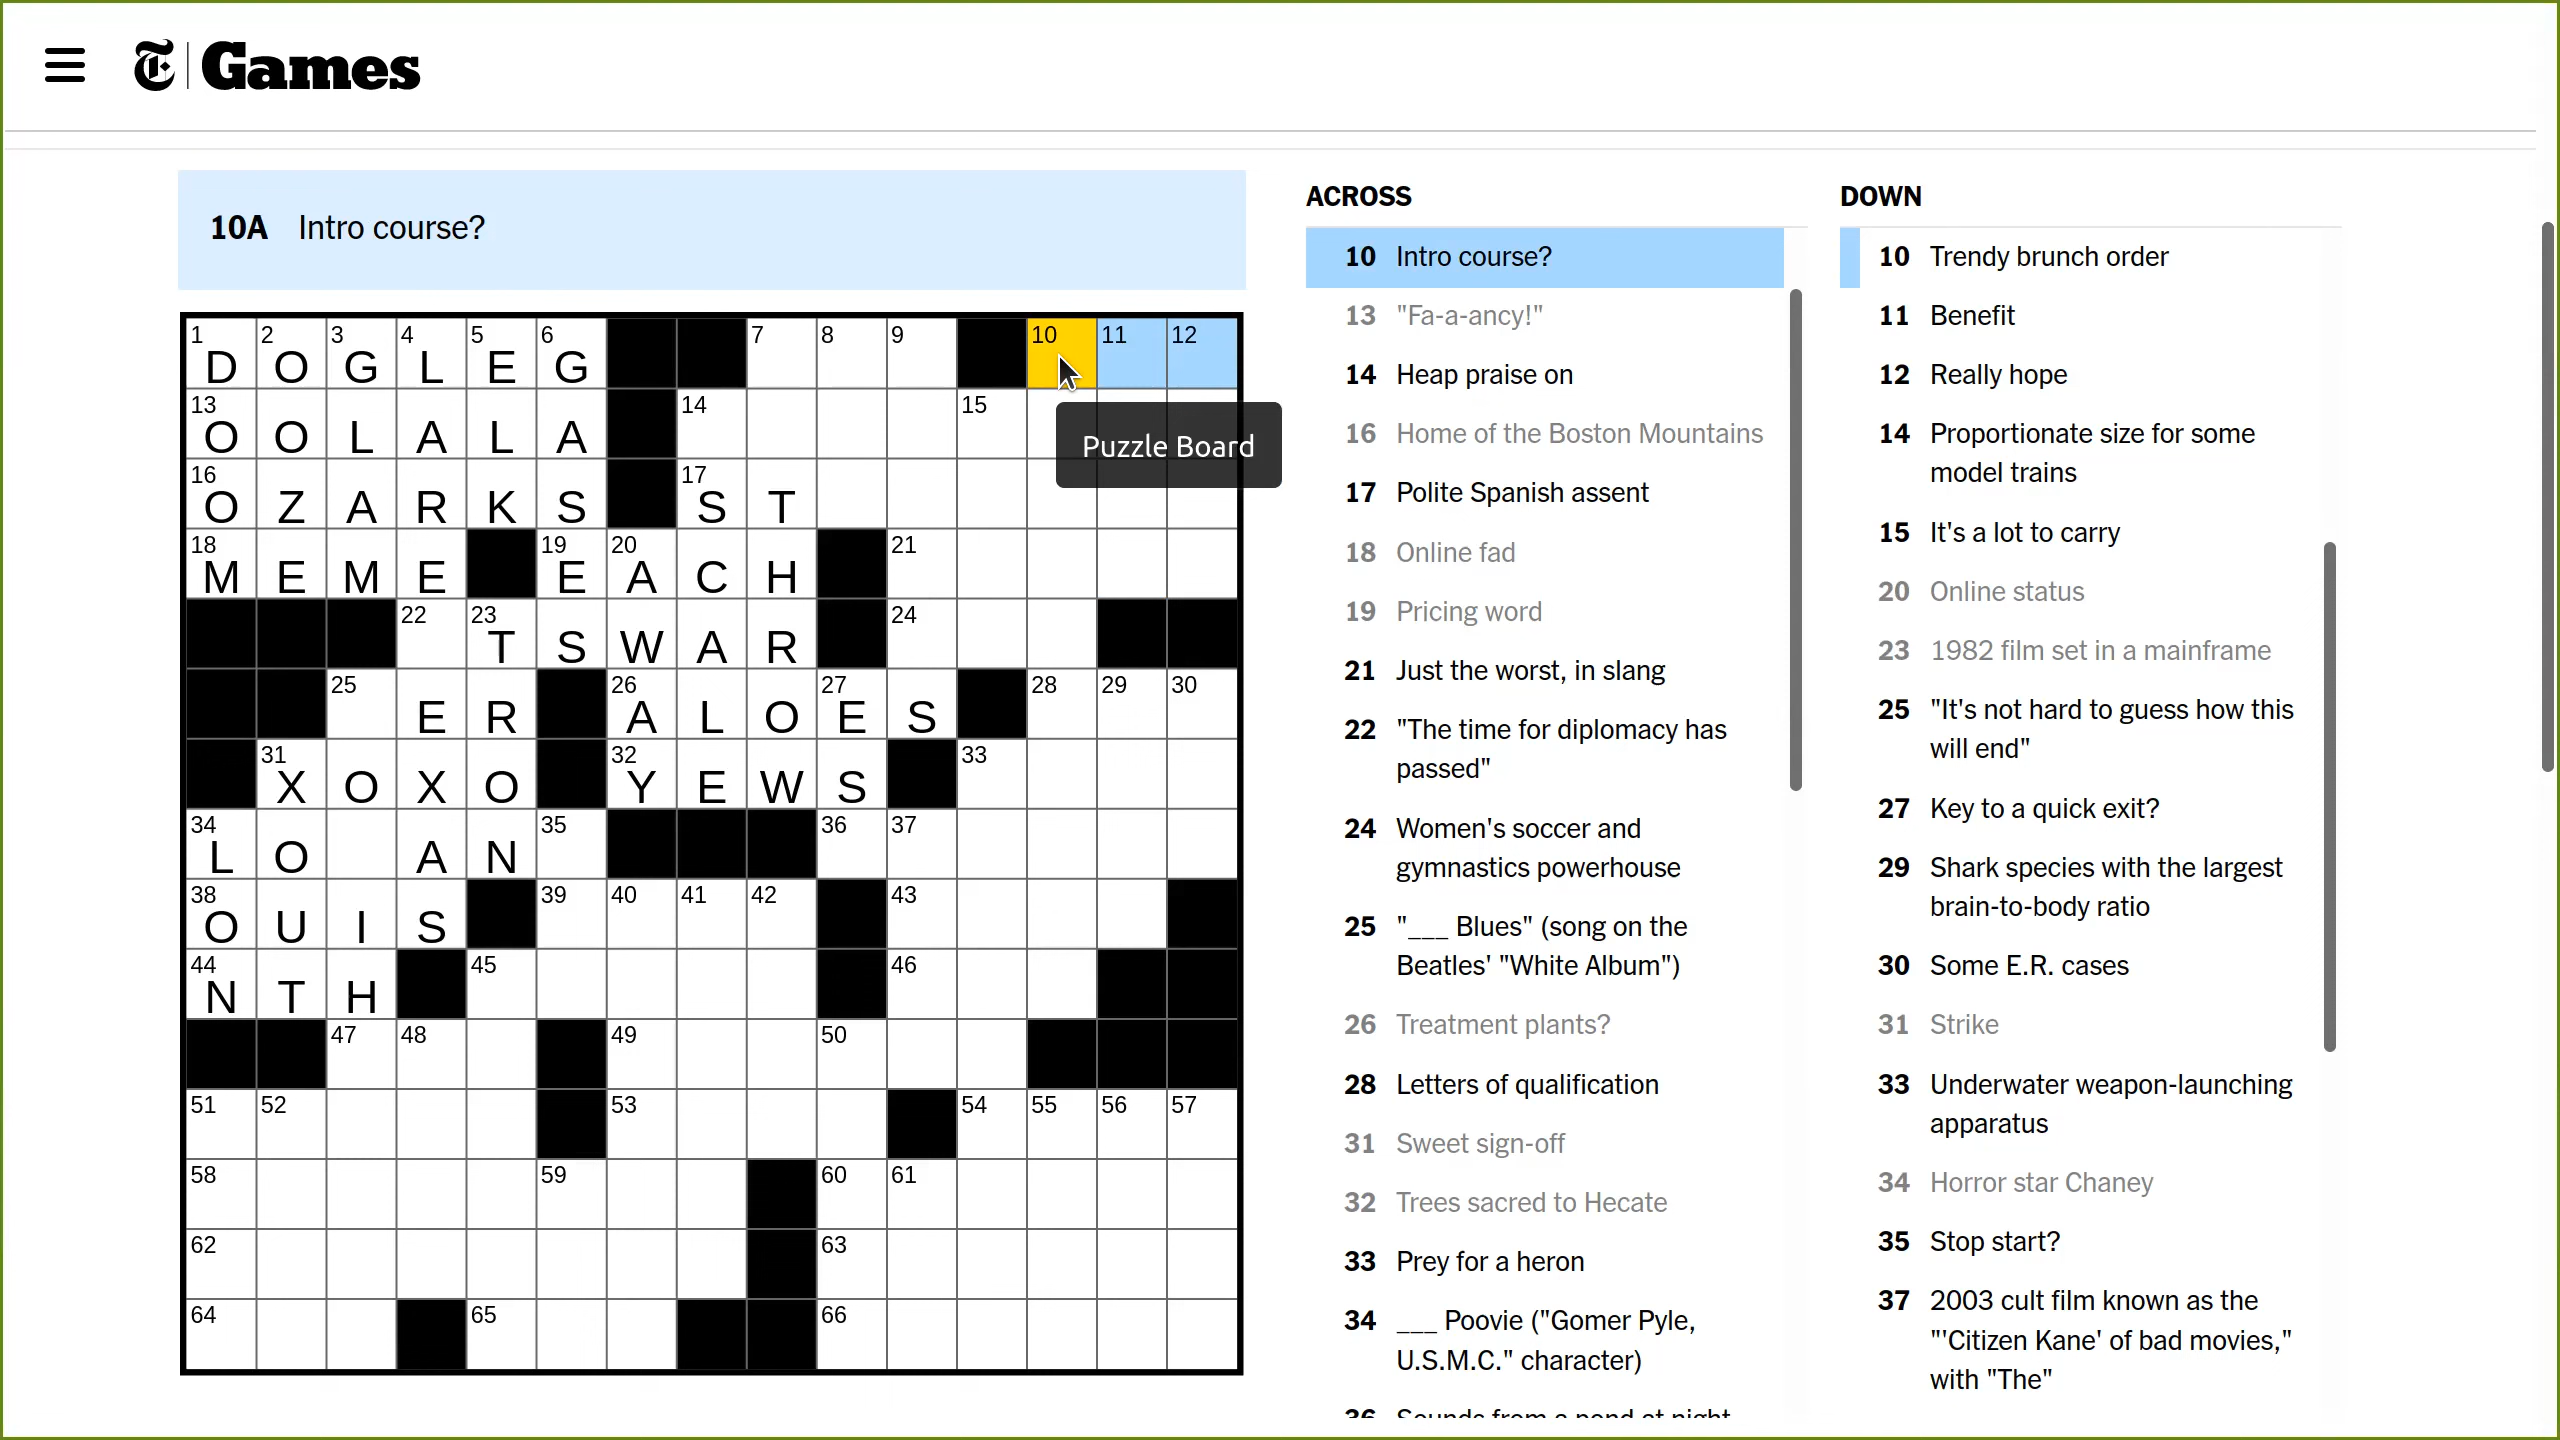 Games
10A Intro course?
1 2 3 4 5 6 7 8 9 10 11 12
D O G L E G
13 14 15
O O L A L A
Puzzle Board
16 17
O Z A R K S S T
18 19 20 21
M E M E E A C H
22 23 24
T S W A R
25 26 27 28 29 30
E R A L O E S
31 32 33
X O X O Y E W S
34 35 36 37
L O A N
38 39 40 41 42 43
O U I S
44 45 46
N T H
47 48 49 50
51 52 53 54 55 56 57
58 59 60 61
62 63
64 65 66
ACROSS
10 Intro course?
13 "Fa-a-ancy!"
14 Heap praise on
16 Home of the Boston Mountains
17 Polite Spanish assent
18 Online fad
19 Pricing word
21 Just the worst, in slang
22 "The time for diplomacy has
passed"
24 Women's soccer and
gymnastics powerhouse
25 "___ Blues" (song on the
Beatles' "White Album")
26 Treatment plants?
28 Letters of qualification
31 Sweet sign-off
32 Trees sacred to Hecate
33 Prey for a heron
34 ___ Poovie ("Gomer Pyle,
U.S.M.C." character)
36 Sounds from a pond at night
DOWN
10 Trendy brunch order
11 Benefit
12 Really hope
14 Proportionate size for some
model trains
15 It's a lot to carry
20 Online status
23 1982 film set in a mainframe
25 "It's not hard to guess how this
will end"
27 Key to a quick exit?
29 Shark species with the largest
brain-to-body ratio
30 Some E.R. cases
31 Strike
33 Underwater weapon-launching
apparatus
34 Horror star Chaney
35 Stop start?
37 2003 cult film known as the
"'Citizen Kane' of bad movies,"
with "The"